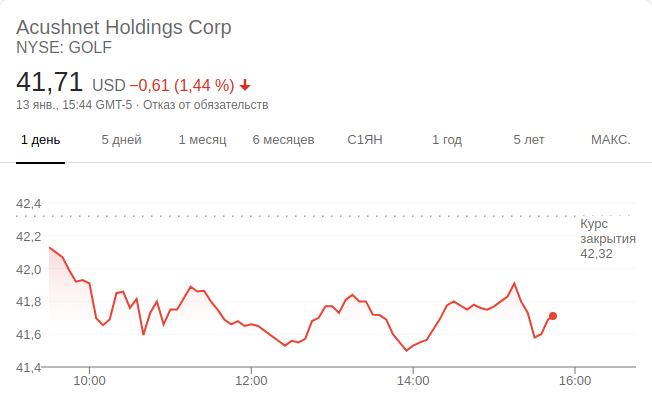 Acushnet Holdings Corp
NYSE: GOLF
41,71 USD −0,61 (1,44 %)
13 янв., 15:44 GMT-5 · Отказ от обязательств
1 день 5 дней 1 месяц 6 месяцев С1ЯН 1 год 5 лет МАКС.
42,4
Курс
закрытия
42,32
42,2
42,0
41,8
41,6
41,4
10:00 12:00 14:00 16:00